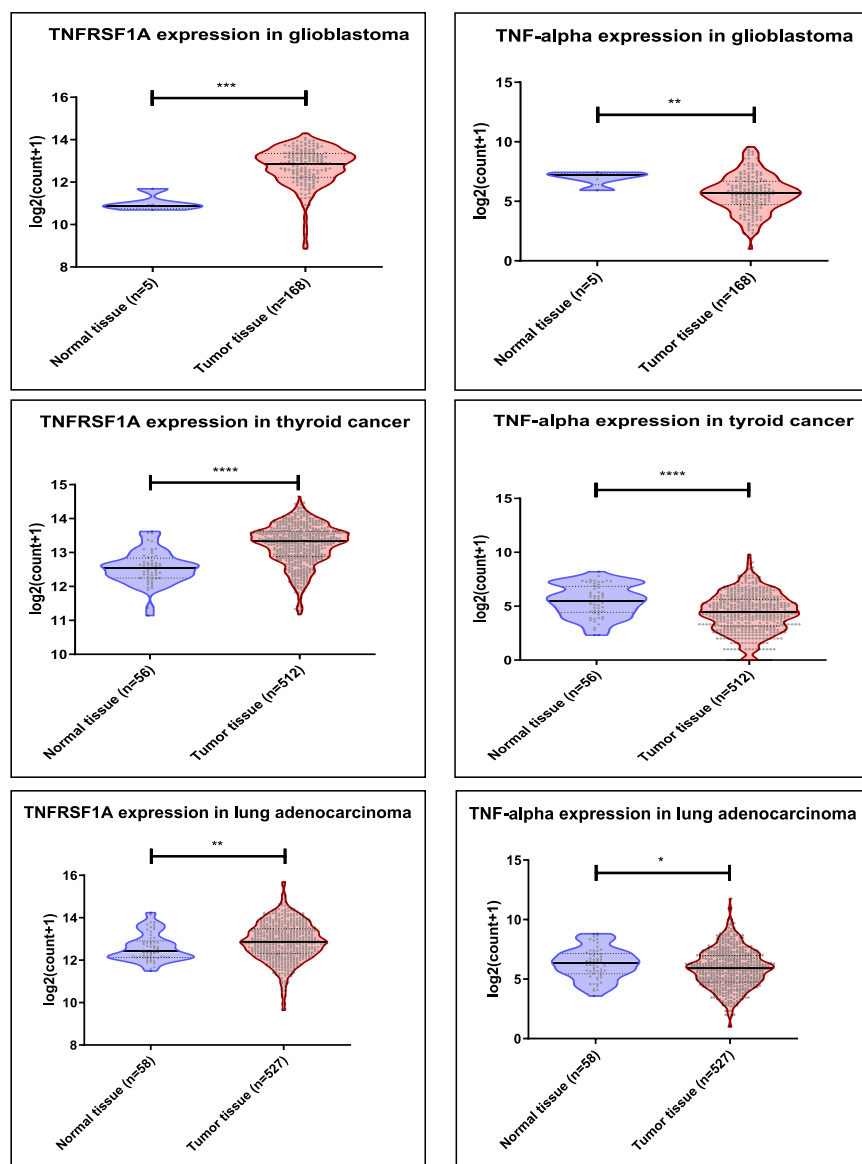 TNFRSF1A expression in glioblastoma
***
16
14
12
10
8
log2(count+1)
Normal tissue (n=5)
Tumor tissue (n=168)
TNF-alpha expression in glioblastoma
**
15
10
5
0
log2(count+1)
Normal tissue (n=5)
Tumor tissue (n=168)
TNFRSF1A expression in thyroid cancer
****
15
14
13
12
11
10
log2(count+1)
Normal tissue (n=56)
Tumor tissue (n=512)
TNF-alpha expression in tyroid cancer
****
15
10
5
0
log2(count+1)
Normal tissue (n=56)
Tumor tissue (n=512)
TNFRSF1A expression in lung adenocarcinoma
**
16
14
12
10
8
log2(count+1)
Normal tissue (n=58)
Tumor tissue (n=527)
TNF-alpha expression in lung adenocarcinoma
*
15
10
5
0
log2(count+1)
Normal tissue (n=58)
Tumor tissue (n=527)